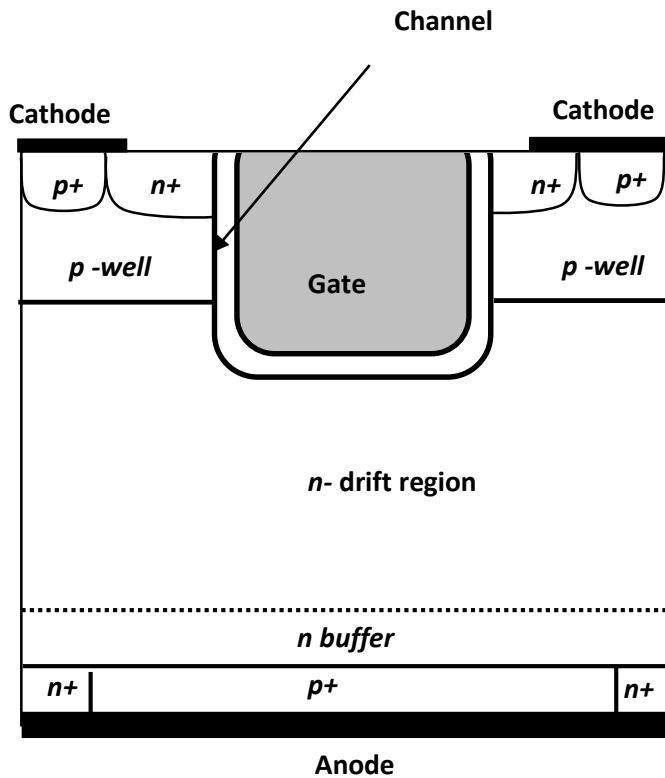 Channel
Cathode Cathode
p+ n+ n+ p+
p -well p -well
Gate
n- drift region
n buffer
n+ p+ n+
Anode